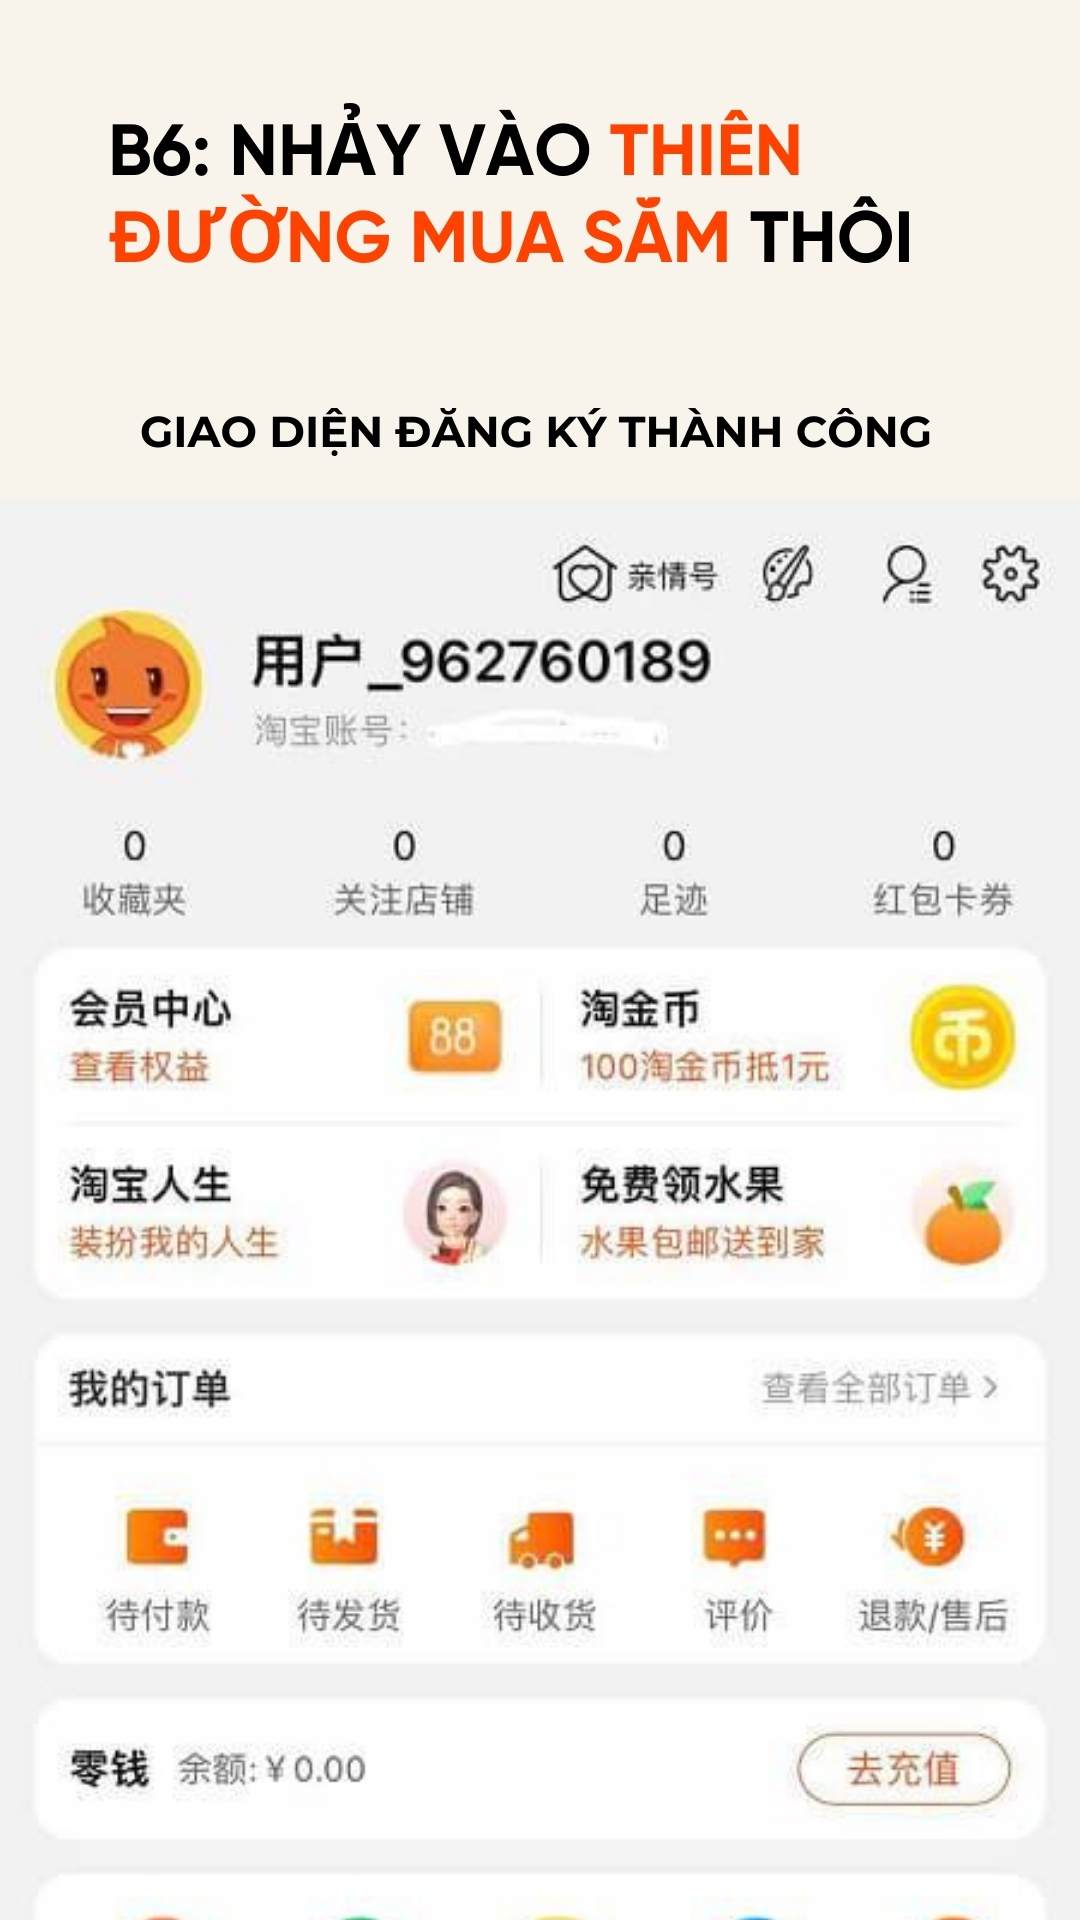 B6: NHẢY VÀO THIÊN
ĐƯỜNG MUA SẮM THÔI
GIAO DIỆN ĐĂNG KÝ THÀNH CÔNG
亲情号
用户_962760189
淘宝账号：
0 0 0 0
收藏夹 关注店铺 足迹 红包卡券
会员中心 88 淘金币 币
查看权益 100淘金币抵1元
淘宝人生 免费领水果
装扮我的人生 水果包邮送到家
我的订单 查看全部订单 >
¥
待付款 待发货 待收货 评价 退款/售后
零钱 余额: ¥ 0.00 去充值